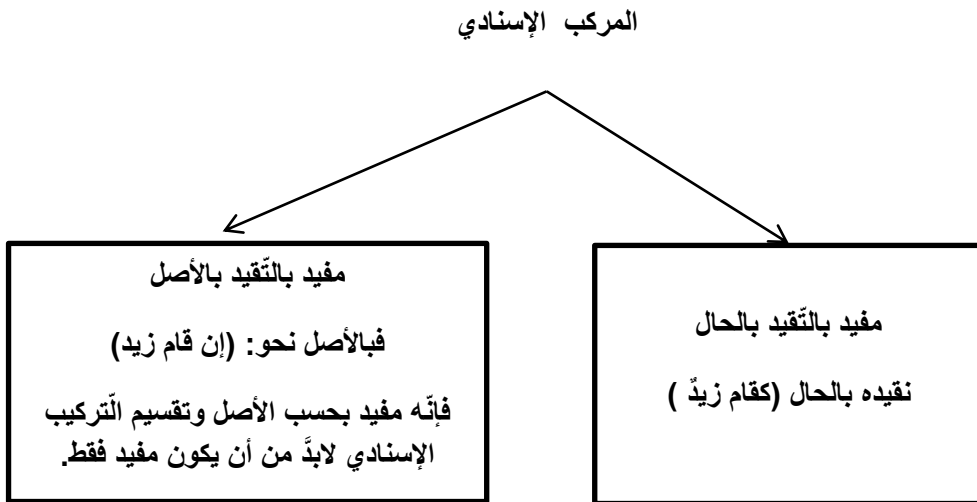 المركب الإسنادي
مفيد بالتّقيد بالحال
نقيده بالحال (كقام زيدٌ )
مفيد بالتّقيد بالأصل
فبالأصل نحو: (إن قام زيد)
فإنّه مفيد بحسب الأصل وتقسيم الّتركيب
الإسنادي لابدَّ من أن يكون مفيد فقط.